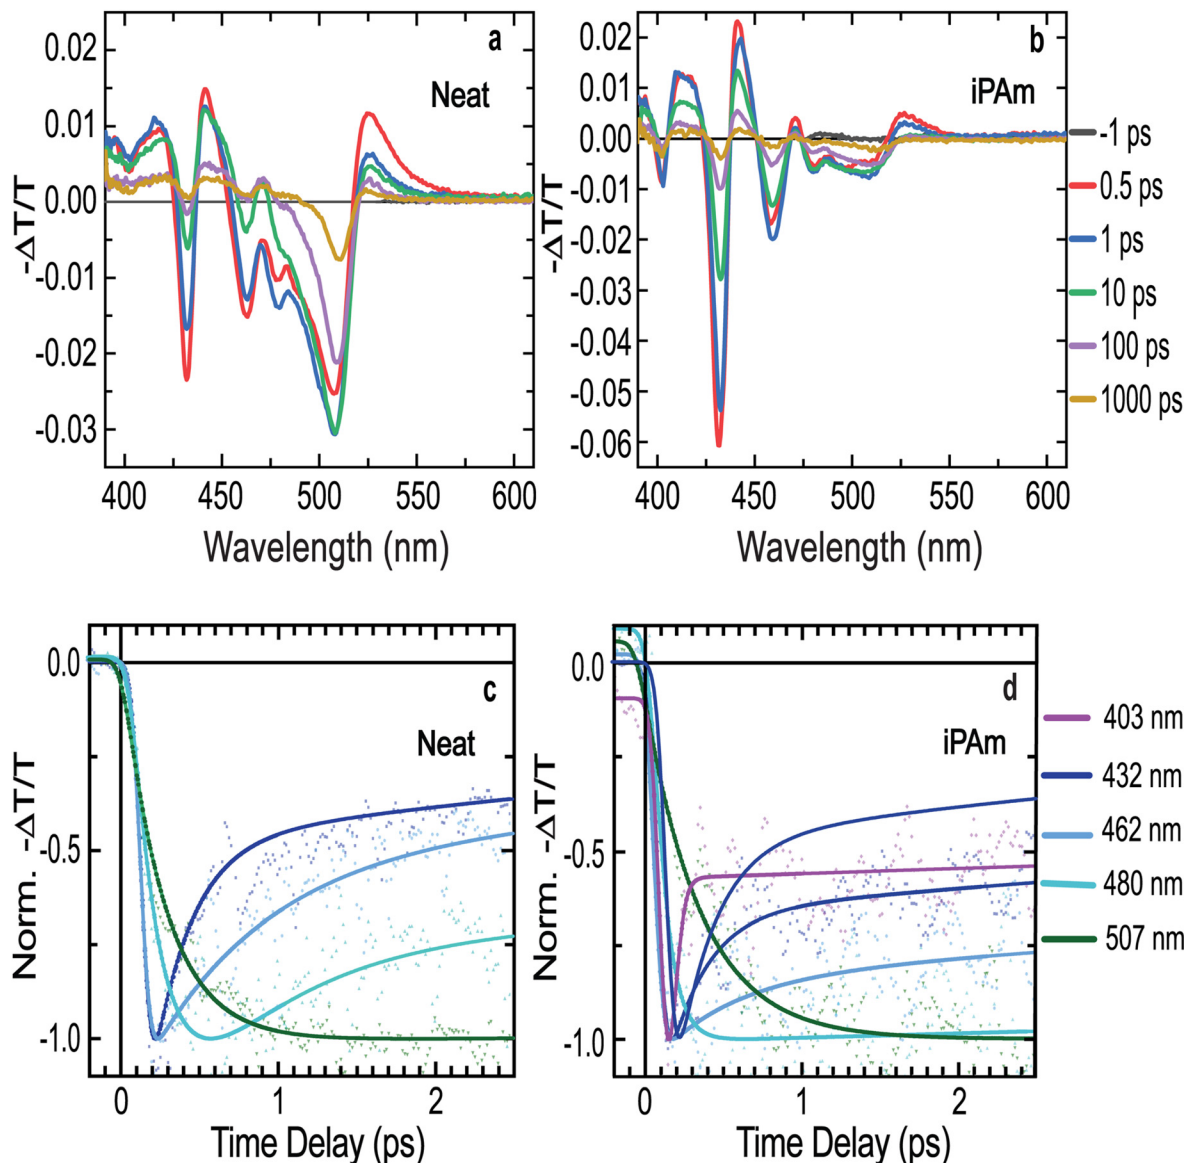 a
Neat
0.02
0.01
0.00
-0.01
-0.02
-0.03
-ΔT/T
400 450 500 550 600
Wavelength (nm)
b
iPAm
0.02
0.01
0.00
-0.01
-0.02
-0.03
-0.04
-0.05
-0.06
-ΔT/T
400 450 500 550 600
Wavelength (nm)
-1 ps
0.5 ps
1 ps
10 ps
100 ps
1000 ps
c
Neat
0.0
-0.5
-1.0
Norm. -ΔT/T
0 1 2
Time Delay (ps)
d
iPAm
0.0
-0.5
-1.0
Norm. -ΔT/T
0 1 2
Time Delay (ps)
403 nm
432 nm
462 nm
480 nm
507 nm